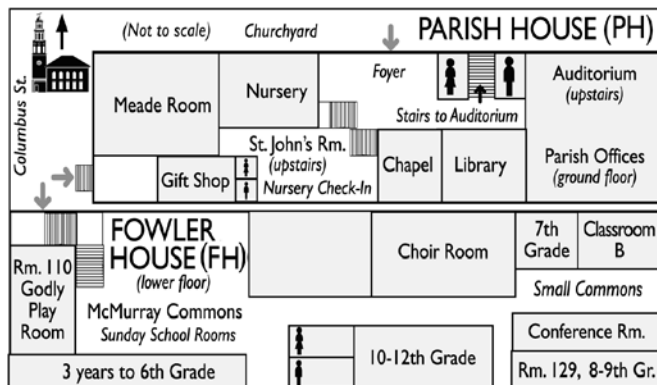 (Not to scale)
Churchyard
PARISH HOUSE (PH)
Columbus St.
Foyer
Meade Room
Nursery
Auditorium
(upstairs)
Stairs to Auditorium
St. John's Rm.
(upstairs)
Nursery Check-In
Gift Shop
Chapel
Library
Parish Offices
(ground floor)
FOWLER
HOUSE (FH)
(lower floor)
Choir Room
7th
Grade
Classroom
B
Rm. 110
Godly
Play
Room
McMurray Commons
Sunday School Rooms
Small Commons
Conference Rm.
3 years to 6th Grade
10-12th Grade
Rm. 129, 8-9th Gr.